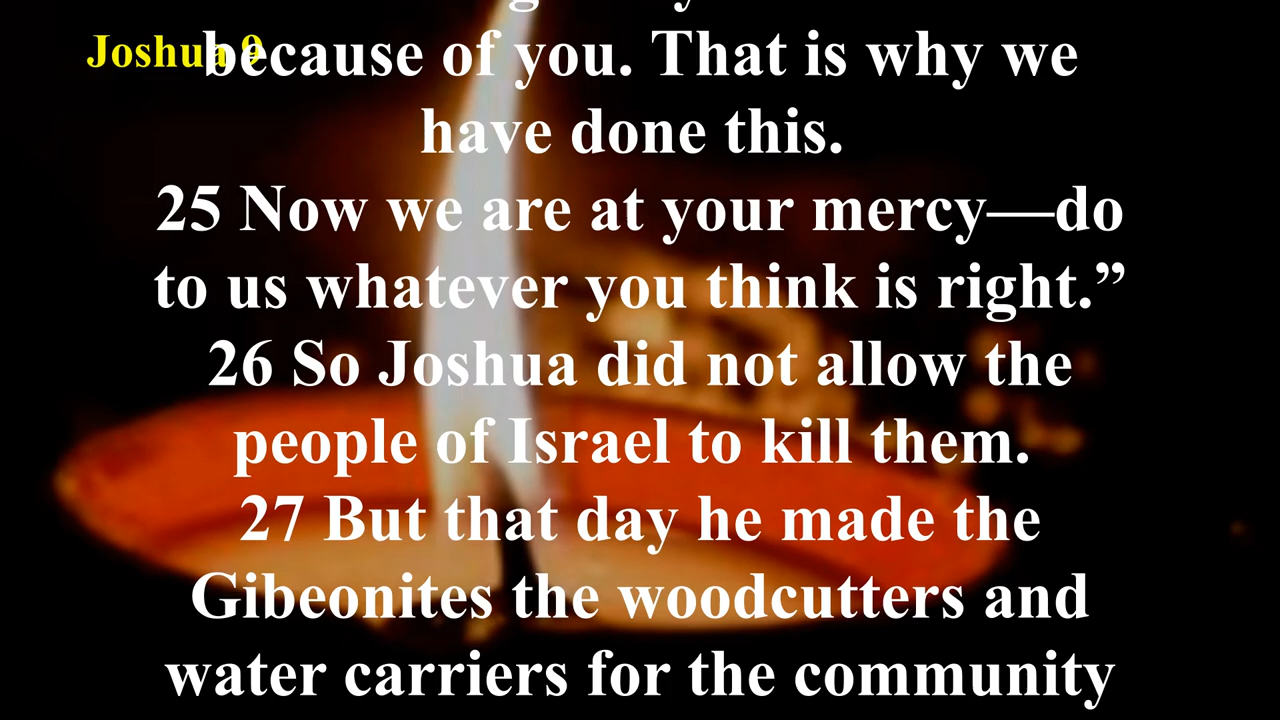 Joshua 9
because of you. That is why we
have done this.
25 Now we are at your mercy—do
to us whatever you think is right.”
26 So Joshua did not allow the
people of Israel to kill them.
27 But that day he made the
Gibeonites the woodcutters and
water carriers for the community